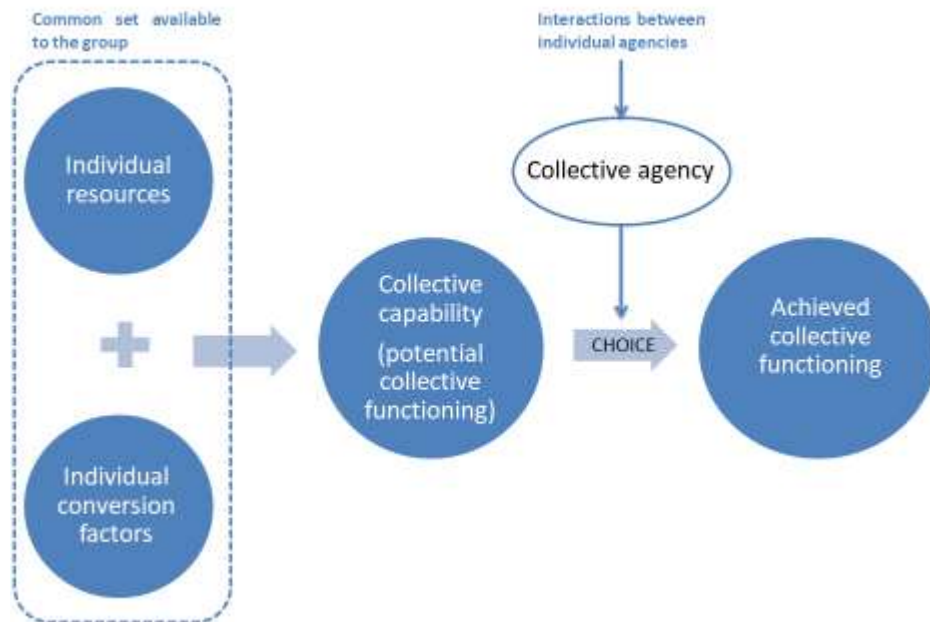 Common set available
to the group
Interactions between
individual agencies
Individual
resources
Collective agency
Collective
capability
(potential
collective
functioning)
CHOICE
Achieved
collective
functioning
Individual
conversion
factors